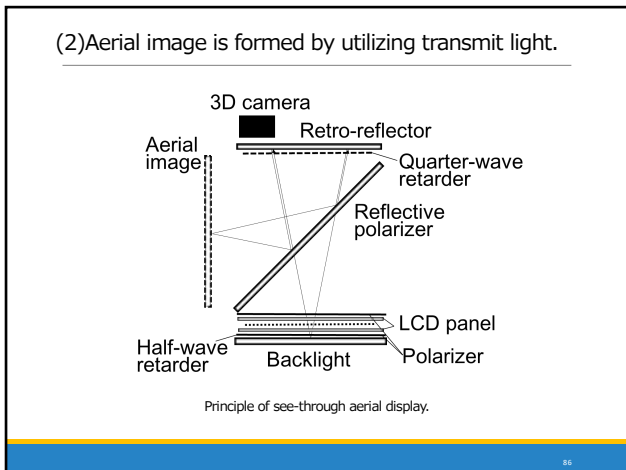 (2)Aerial image is formed by utilizing transmit light.
3D camera
Retro-reflector
Aerial
image
Quarter-wave
retarder
Reflective
polarizer
LCD panel
Half-wave
retarder
Backlight
Polarizer
Principle of see-through aerial display.
86